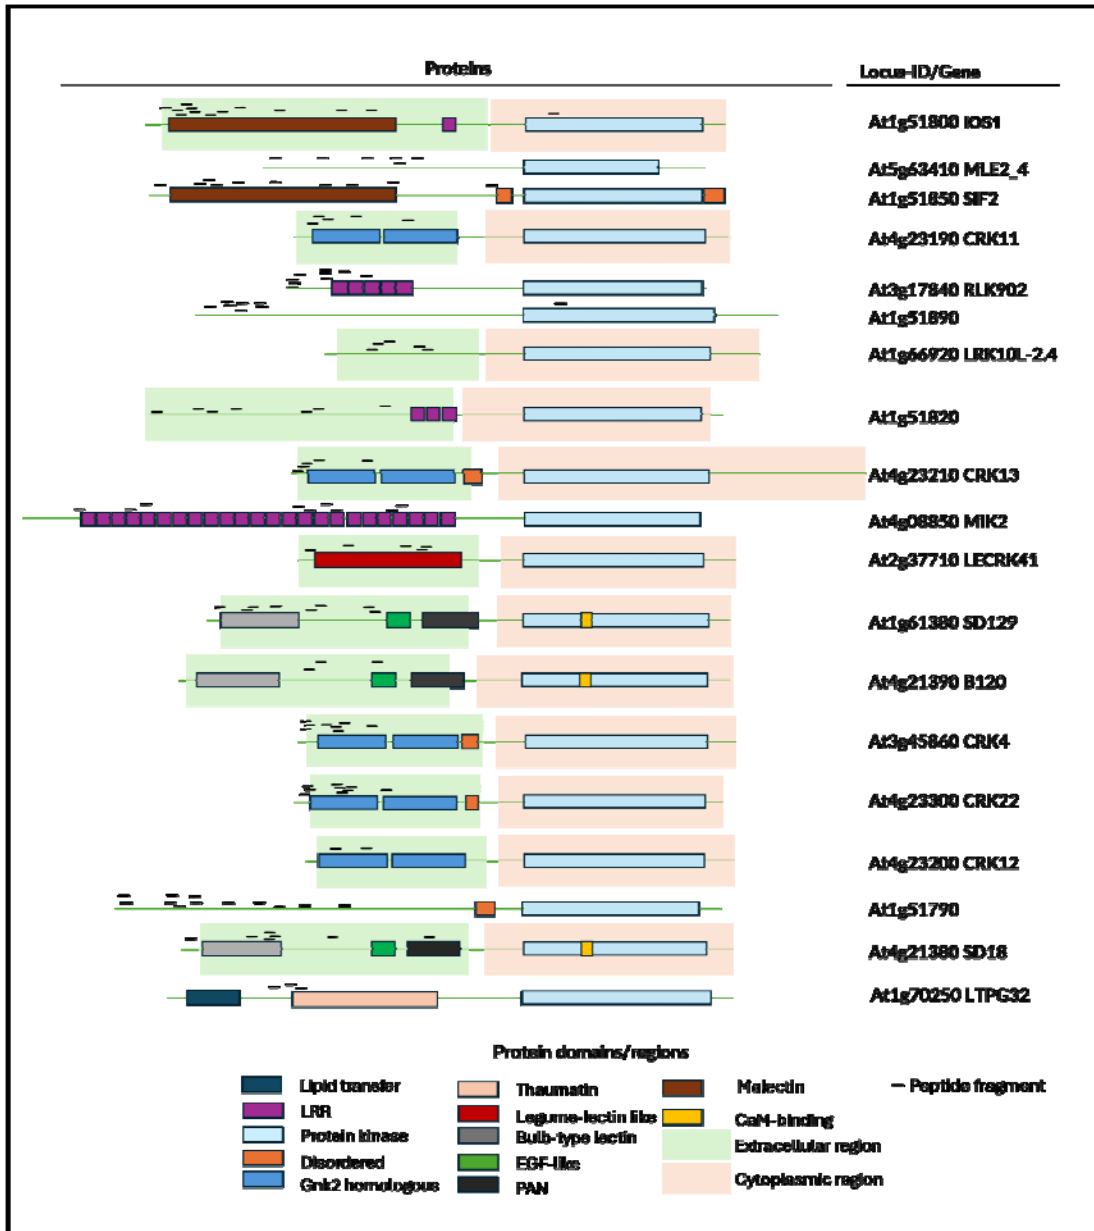 Proteins
Locus-ID/Gene
At1g51800 IOS1
At5g63410 MLE2_4
At1g51850 SIF2
At4g23190 CRK11
At3g17840 RLK902
At1g51890
At1g66920 LRK10L-2.4
At1g51820
At4g23210 CRK13
At4g08850 MIK2
At2g37710 LECRK41
At1g61380 SD129
At4g21390 B120
At3g45860 CRK4
At4g23300 CRK22
At4g23200 CRK12
At1g51790
At4g21380 SD18
At1g70250 LTPG32
Protein domains/regions
Lipid transfer
Thaumatin
Malectin
Peptide fragment
LRR
Legume-lectin like
CaM-binding
Protein kinase
Bulb-type lectin
Extracellular region
Disordered
EGF-like
Gnk2 homologous
PAN
Cytoplasmic region